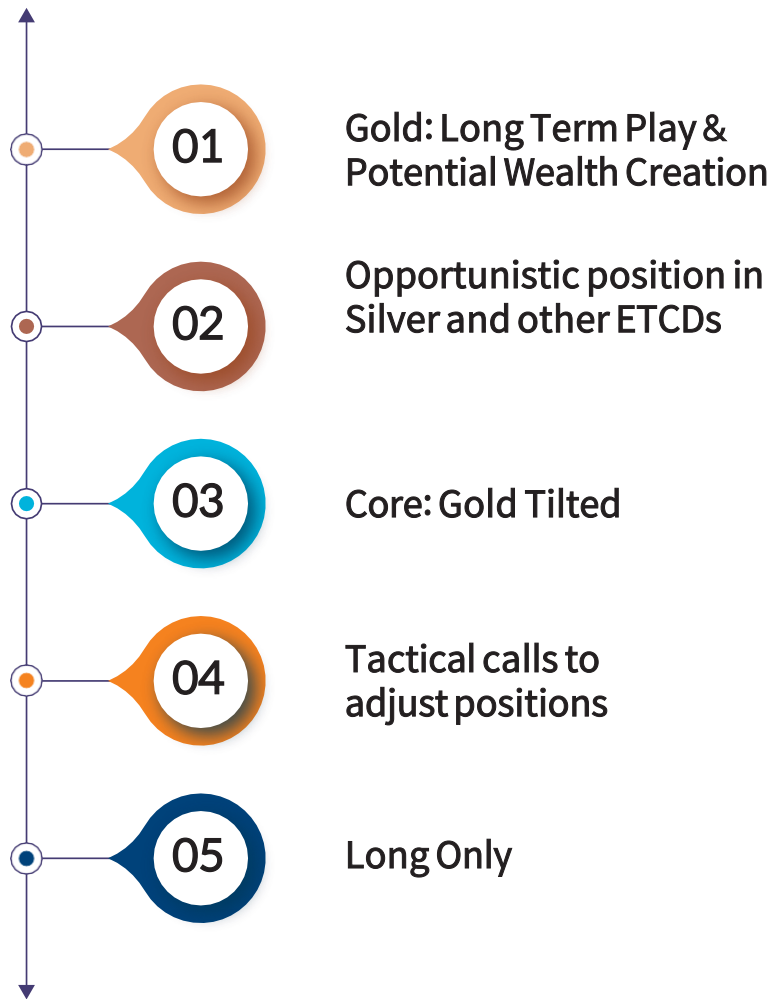 01
Gold: Long Term Play &
Potential Wealth Creation
02
Opportunistic position in
Silver and other ETCDs
03
Core: Gold Tilted
04
Tactical calls to
adjust positions
05
Long Only